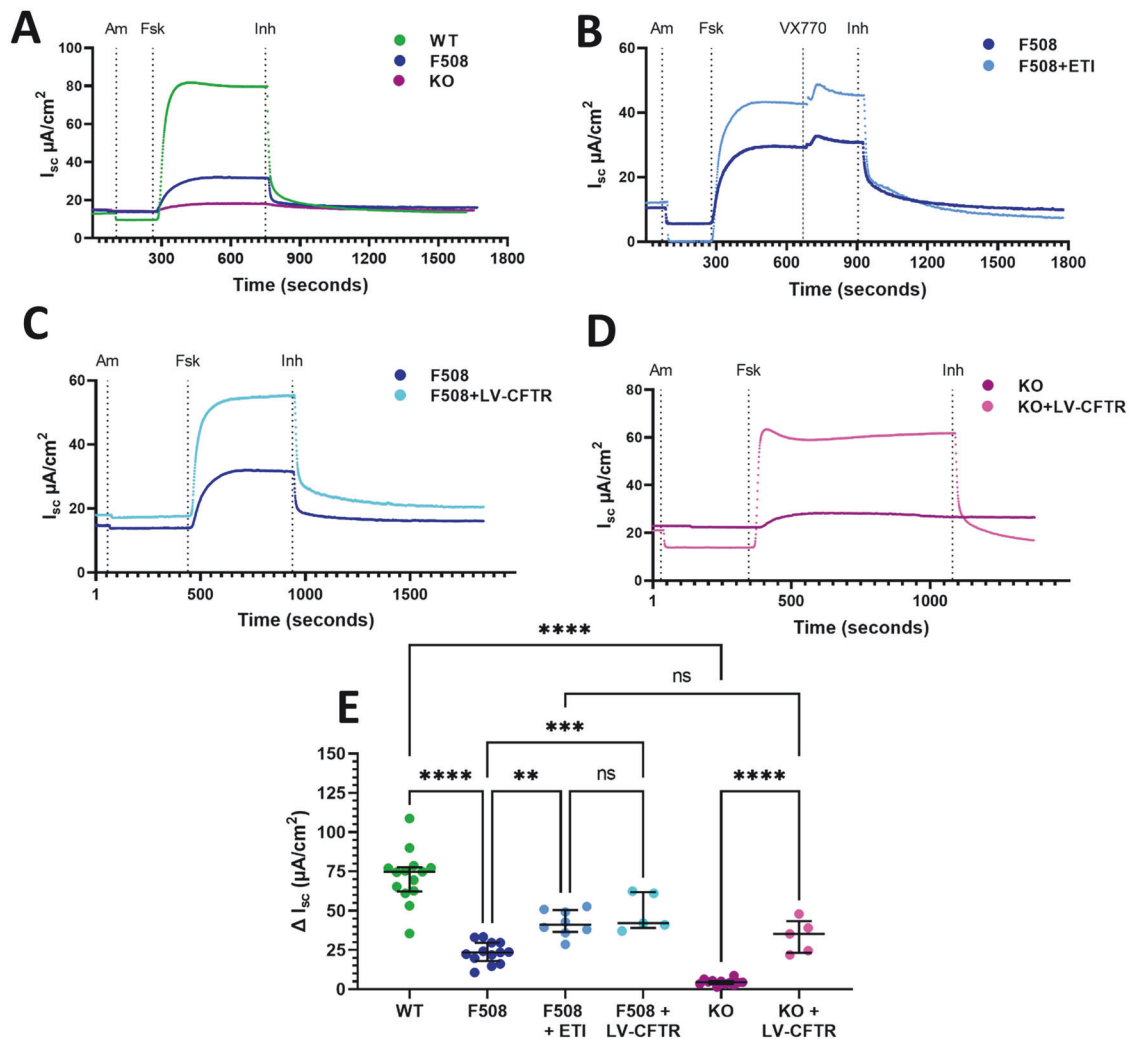 A
Am Fsk Inh
WT
F508
KO
I_sc µA/cm²
100
80
60
40
20
0
300 600 900 1200 1500 1800
Time (seconds)
B
Am Fsk VX770 Inh
F508
F508+ETI
I_sc µA/cm²
60
40
20
0
300 600 900 1200 1500 1800
Time (seconds)
C
Am Fsk Inh
F508
F508+LV-CFTR
I_sc µA/cm²
60
40
20
0
1 500 1000 1500
Time (seconds)
D
Am Fsk Inh
KO
KO+LV-CFTR
I_sc µA/cm²
80
60
40
20
0
1 500 1000
Time (seconds)
E
****
ns
***
**** ** ns ****
Δ I_sc (µA/cm²)
150
125
100
75
50
25
0
WT F508 F508 F508 + KO KO +
+ ETI LV-CFTR LV-CFTR